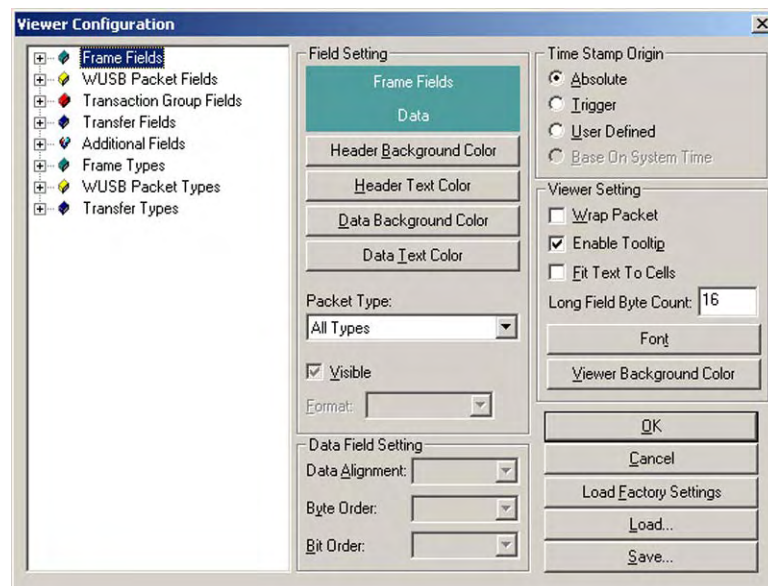 Viewer Configuration
Frame Fields
WUSB Packet Fields
Transaction Group Fields
Transfer Fields
Additional Fields
Frame Types
WUSB Packet Types
Transfer Types
Field Setting
Frame Fields
Data
Header Background Color
Header Text Color
Data Background Color
Data Text Color
Packet Type:
All Types
Visible
Format:
Data Field Setting
Data Alignment:
Byte Order:
Bit Order:
Time Stamp Origin
Absolute
Trigger
User Defined
Base On System Time
Viewer Setting
Wrap Packet
Enable Tooltip
Fit Text To Cells
Long Field Byte Count: 16
Font
Viewer Background Color
OK
Cancel
Load Factory Settings
Load...
Save...